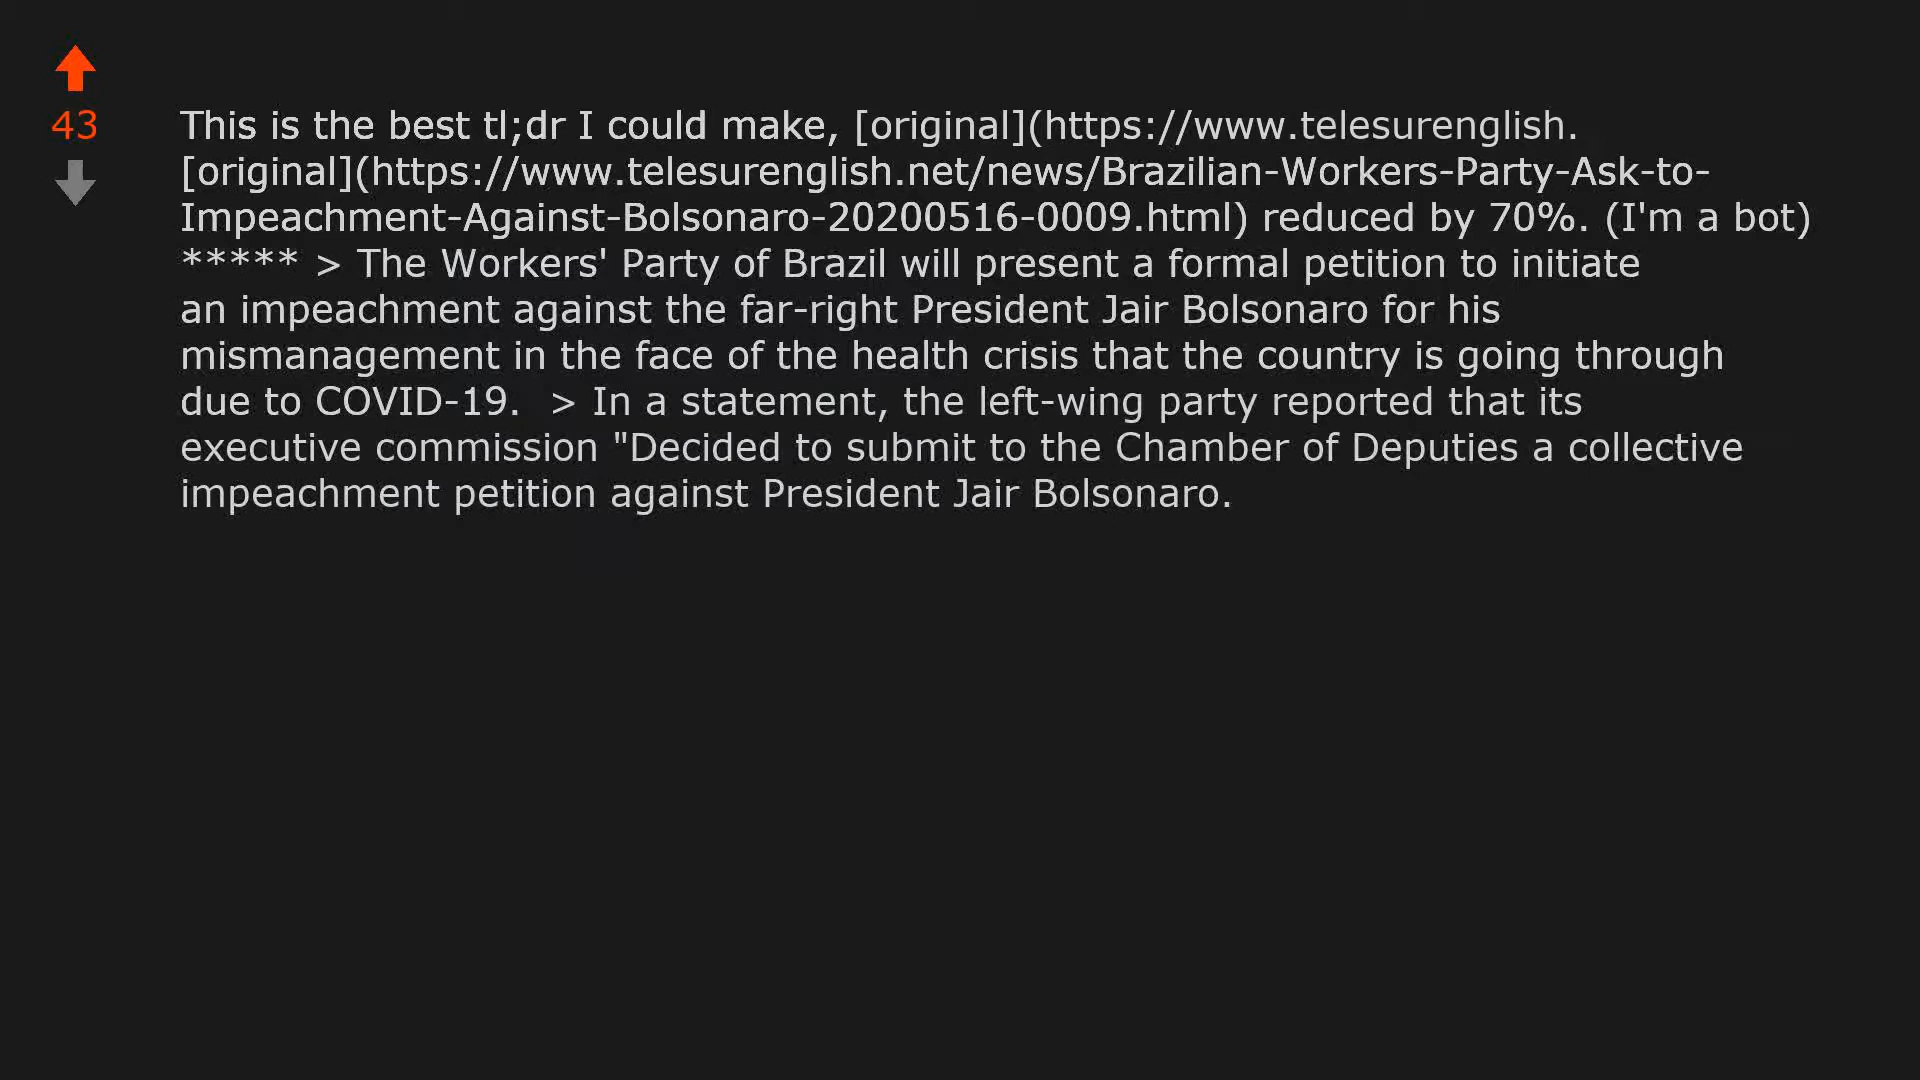 43
This is the best tl;dr I could make, [original](https://www.telesurenglish.
[original](https://www.telesurenglish.net/news/Brazilian-Workers-Party-Ask-to-
Impeachment-Against-Bolsonaro-20200516-0009.html) reduced by 70%. (I'm a bot)
***** > The Workers' Party of Brazil will present a formal petition to initiate
an impeachment against the far-right President Jair Bolsonaro for his
mismanagement in the face of the health crisis that the country is going through
due to COVID-19.  > In a statement, the left-wing party reported that its
executive commission "Decided to submit to the Chamber of Deputies a collective
impeachment petition against President Jair Bolsonaro.